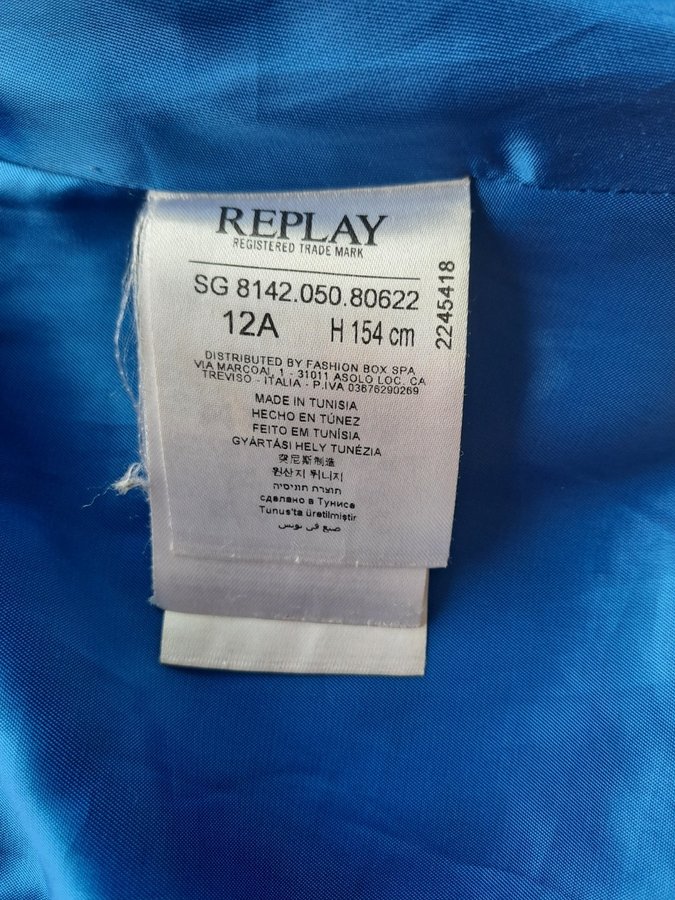 REPLAY
REGISTERED TRADE MARK
SG 8142.050.80622
12A H 154 cm
2245418
DISTRIBUTED BY FASHION BOX SPA
VIA MARCOAI, 1 - 31011 ASOLO LOC. CA
TREVISO - ITALIA - P.IVA 03676290269
MADE IN TUNISIA
HECHO EN TÚNEZ
FEITO EM TUNÍSIA
GYÁRTÁSI HELY TUNÉZIA
突尼斯制造
원산지 튀니지
תוצרת תוניסיה
сделано в Тунисе
Tunus'ta üretilmiştir
صنع في تونس